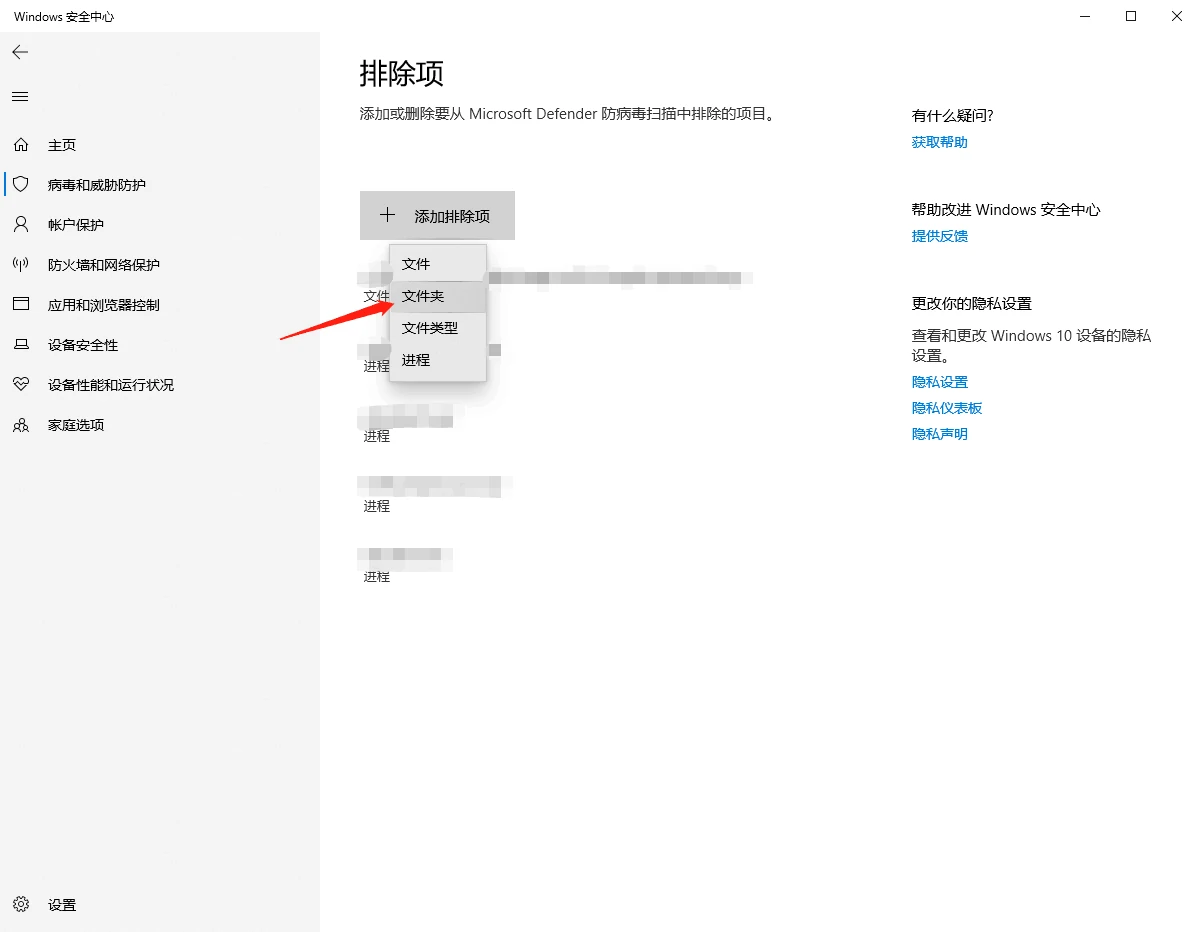 Windows 安全中心
主页
病毒和威胁防护
帐户保护
防火墙和网络保护
应用和浏览器控制
设备安全性
设备性能和运行状况
家庭选项
设置
排除项
添加或删除要从 Microsoft Defender 防病毒扫描中排除的项目。
添加排除项
文件
文件夹
文件类型
进程
文件
进程
进程
进程
进程
有什么疑问?
获取帮助
帮助改进 Windows 安全中心
提供反馈
更改你的隐私设置
查看和更改 Windows 10 设备的隐私
设置。
隐私设置
隐私仪表板
隐私声明